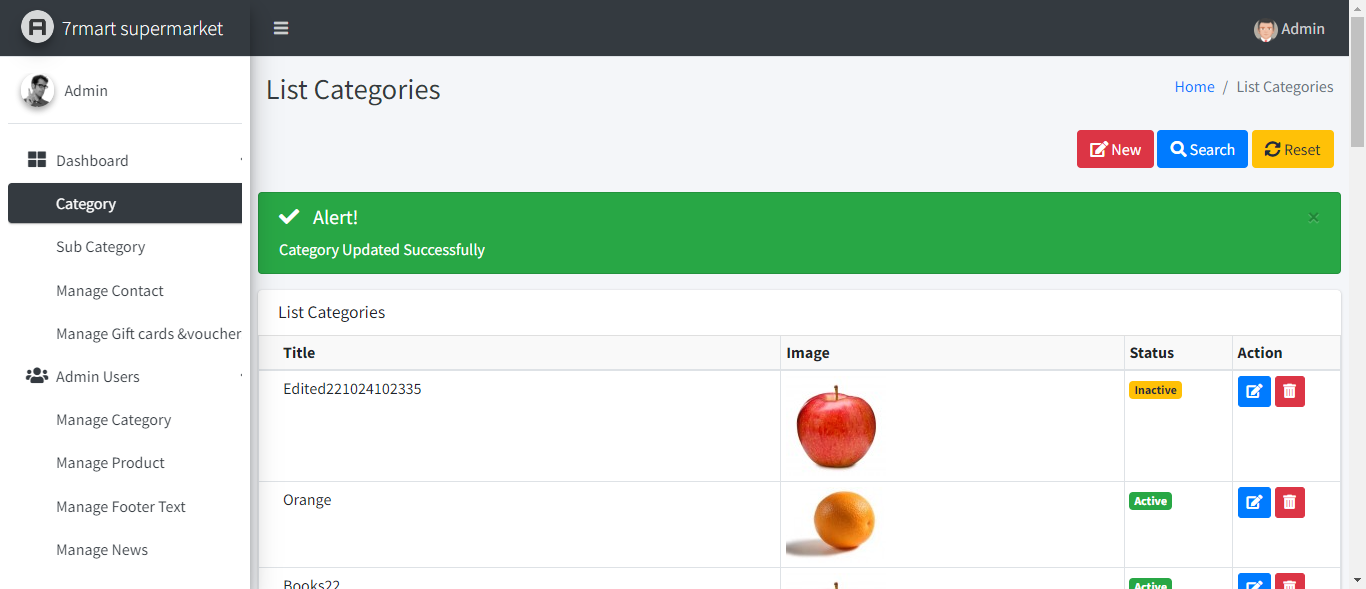 7rmart supermarket
Admin
Admin
List Categories
Home / List Categories
New
Search
Reset
Dashboard
Category
Sub Category
Manage Contact
Manage Gift cards &voucher
Admin Users
Manage Category
Manage Product
Manage Footer Text
Manage News
Alert!
×
Category Updated Successfully
List Categories
Title Image Status Action
Edited221024102335 Inactive
Orange Active
Books22 Active